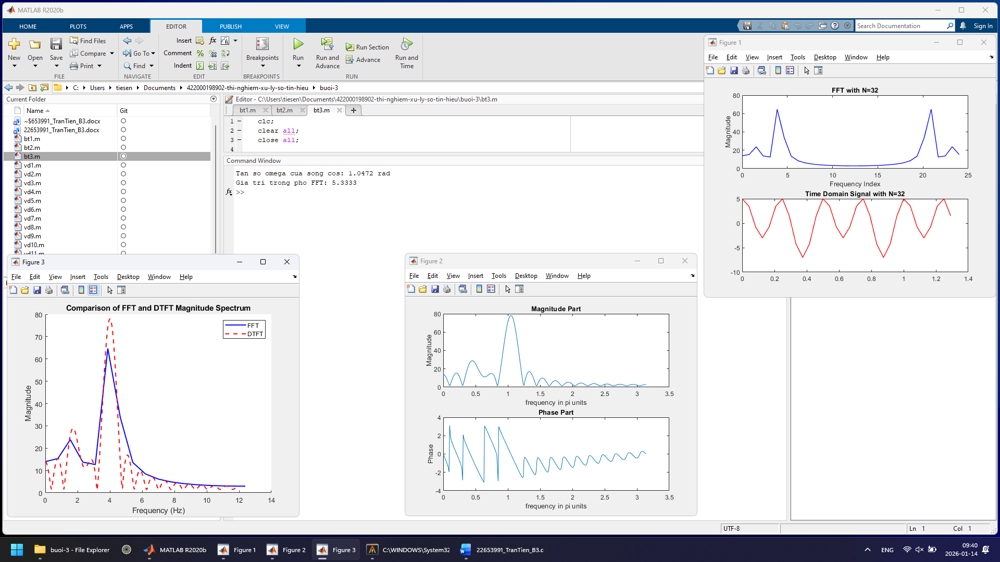 MATLAB R2020b
HOME PLOTS APPS EDITOR PUBLISH VIEW
Search Documentation Sign In
New Open Save Find Files Compare Print
FILE
Go To Find
NAVIGATE
Insert fx
Comment
Indent
EDIT
Breakpoints
BREAKPOINTS
Run Run and Advance Run Section Advance Run and Time
RUN
C: Users tiesen Documents 422000198902-thi-nghiem-xu-ly-so-tin-hieu buoi-3
Current Folder
Name Git
~$653991_TranTien_B3.docx
22653991_TranTien_B3.docx
bt1.m
bt2.m
bt3.m
vd1.m
vd2.m
vd3.m
vd4.m
vd5.m
vd6.m
vd7.m
vd8.m
vd9.m
vd10.m
vd11.m
Editor - C:\Users\tiesen\Documents\422000198902-thi-nghiem-xu-ly-so-tin-hieu\buoi-3\bt3.m
bt1.m bt2.m bt3.m
1 clc;
2 clear all;
3 close all;
4
Command Window
Tan so omega cua song cos: 1.0472 rad
Gia tri trong pho FFT: 5.3333
fx >>
Figure 1
File Edit View Insert Tools Desktop Window Help
FFT with N=32
Magnitude
80
60
40
20
0
0 5 10 15 20 25
Frequency Index
Time Domain Signal with N=32
5
0
-5
-10
0 0.2 0.4 0.6 0.8 1 1.2 1.4
Figure 3
File Edit View Insert Tools Desktop Window Help
Comparison of FFT and DTFT Magnitude Spectrum
FFT
DTFT
Magnitude
80
70
60
50
40
30
20
10
0
0 2 4 6 8 10 12 14
Frequency (Hz)
Figure 2
File Edit View Insert Tools Desktop Window Help
Magnitude Part
Magnitude
80
60
40
20
0
0 0.5 1 1.5 2 2.5 3 3.5
frequency in pi units
Phase Part
Phase
4
2
0
-2
-4
0 0.5 1 1.5 2 2.5 3 3.5
frequency in pi units
UTF-8 Ln 1 Col 1
buoi-3 - File Explorer MATLAB R2020b Figure 1 Figure 2 Figure 3 C:\WINDOWS\System32 22653991_TranTien_B3.c ENG 09:40
2026-01-14